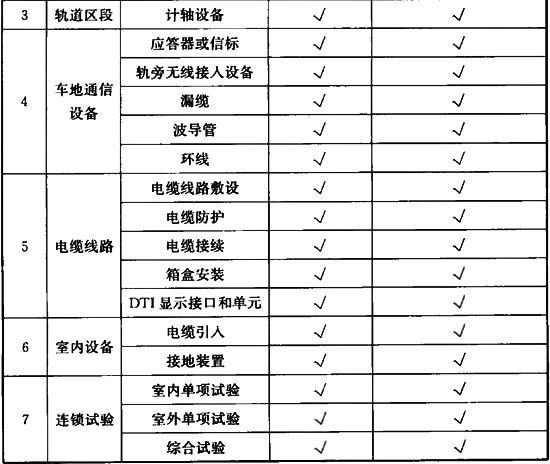 3 轨道区段 计轴设备 √ √
应答器或信标 √ √
轨旁无线接人设备 √ √
4 车地通信设备 漏缆 √ √
波导管 √ √
环线 √ √
电缆线路敷设 √ √
电缆防护 √ √
5 电缆线路 电缆接续 √ √
箱盒安装 √ √
DTI 显示接口和单元 √ √
6 室内设备 电缆引人 √ √
接地装置 √ √
室内单项试验 √ √
7 连锁试验 室外单项试验 √ √
综合试验 √ √